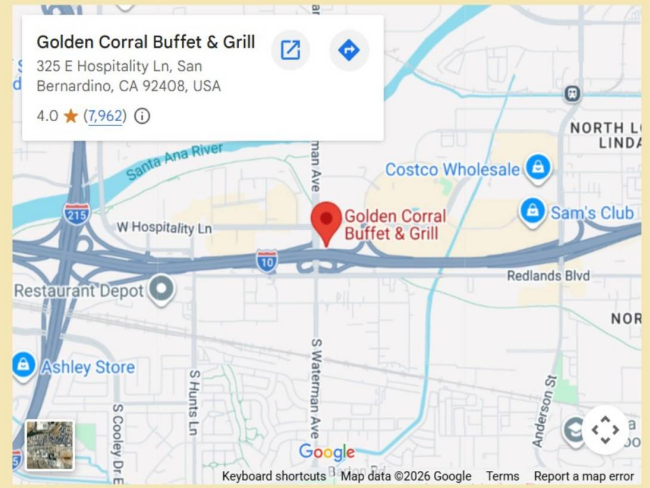 Golden Corral Buffet & Grill
325 E Hospitality Ln, San
Bernardino, CA 92408, USA
4.0 ★ (7,962)
Santa Ana River
man Ave
NORTH L
LINDA
Costco Wholesale
Sam's Club
215
W Hospitality Ln
Golden Corral
Buffet & Grill
10
Redlands Blvd
Restaurant Depot
NOR
Ashley Store
S Hunts Ln
S Waterman Ave
S Cooley Dr E
Anderson St
Google
Keyboard shortcuts
Map data ©2026 Google
Terms
Report a map error